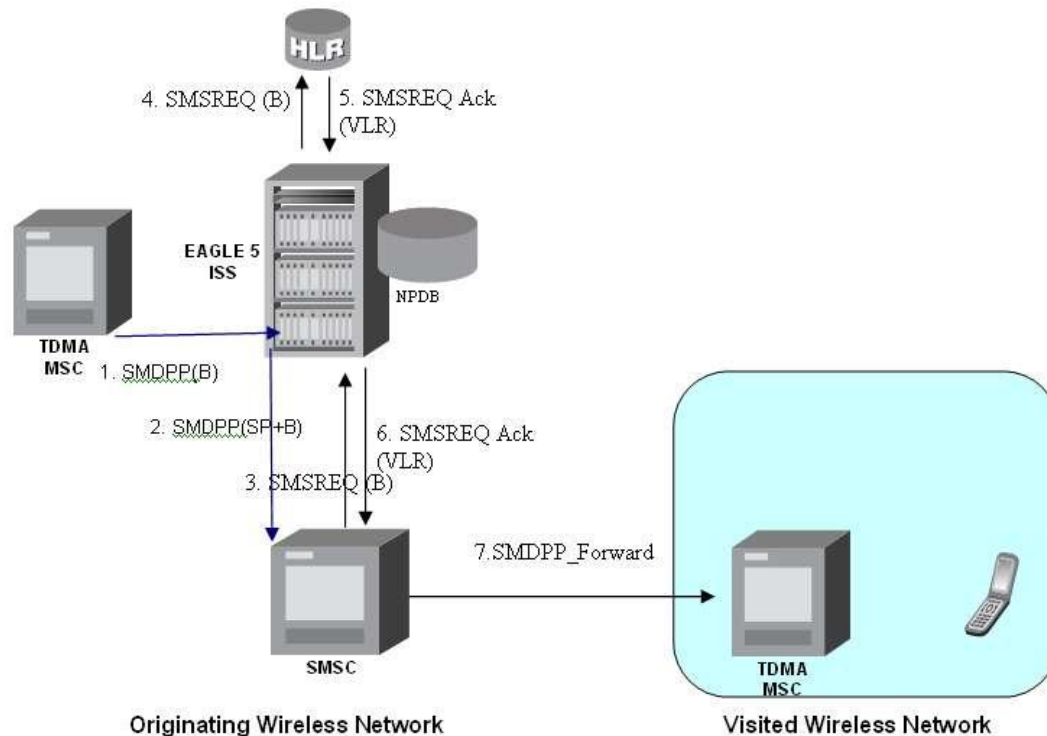 HLR
4. SMSREQ (B)
5. SMSREQ Ack
(VLR)
EAGLE 5
ISS
NPDB
TDMA
MSC
1. SMDPP(B)
2. SMDPP(SP+B)
3. SMSREQ (B)
6. SMSREQ Ack
(VLR)
7.SMDPP_Forward
SMSC
TDMA
MSC
Originating Wireless Network
Visited Wireless Network